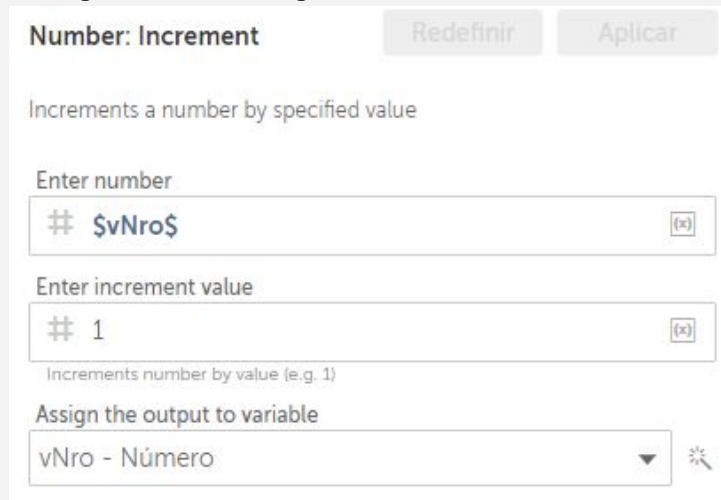 Number: Increment Redefinir Aplicar
Increments a number by specified value
Enter number
# $vNro$ (x)
Enter increment value
# 1 (x)
Increments number by value (e.g. 1)
Assign the output to variable
vNro - Número